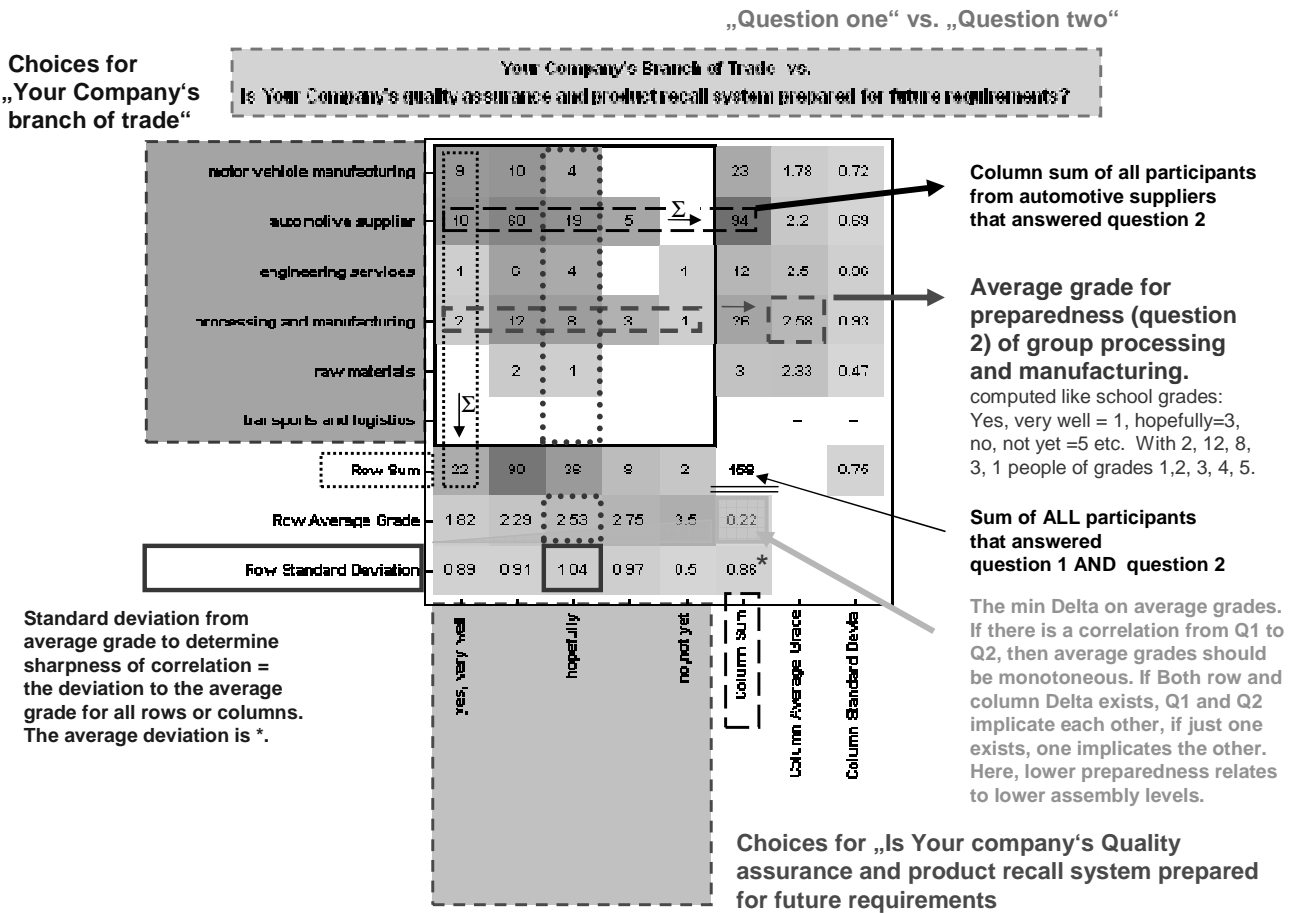 „Question one“ vs. „Question two“
Choices for
„Your Company‘s
branch of trade“
Your Company's Branch of Trade vs.
Is Your Company's quality assurance and product recall system prepared for future requirements?
motor vehicle manufacturing 9 10 4 23 1.78 0.72
automotive supplier 10 60 19 5 Σ 94 2.2 0.69
engineering services 1 6 4 1 12 2.5
processing and manufacturing 2 12 8 3 1 26 2.58 0.93
raw materials 2 1 3 2.33 0.47
transports and logistics – –
Σ
Row Sum 22 90 2 0.75
Row Average Grade 1.82 2.29 2.53 2.75 3.5 0.22
Row Standard Deviation 0.89 0.91 1.04 0.97 0.5 0.86 *
yes, very well
hopefully
no,not yet
Column Sum
Column Average
Column Standard Devia
Column sum of all participants
from automotive suppliers
that answered question 2
Average grade for
preparedness (question
2) of group processing
and manufacturing.
computed like school grades:
Yes, very well = 1, hopefully=3,
no, not yet =5 etc. With 2, 12, 8,
3, 1 people of grades 1,2, 3, 4, 5.
Sum of ALL participants
that answered
question 1 AND question 2
The min Delta on average grades.
If there is a correlation from Q1 to
Q2, then average grades should
be monotoneous. If Both row and
column Delta exists, Q1 and Q2
implicate each other, if just one
exists, one implicates the other.
Here, lower preparedness relates
to lower assembly levels.
Standard deviation from
average grade to determine
sharpness of correlation =
the deviation to the average
grade for all rows or columns.
The average deviation is *.
Choices for „Is Your company‘s Quality
assurance and product recall system prepared
for future requirements